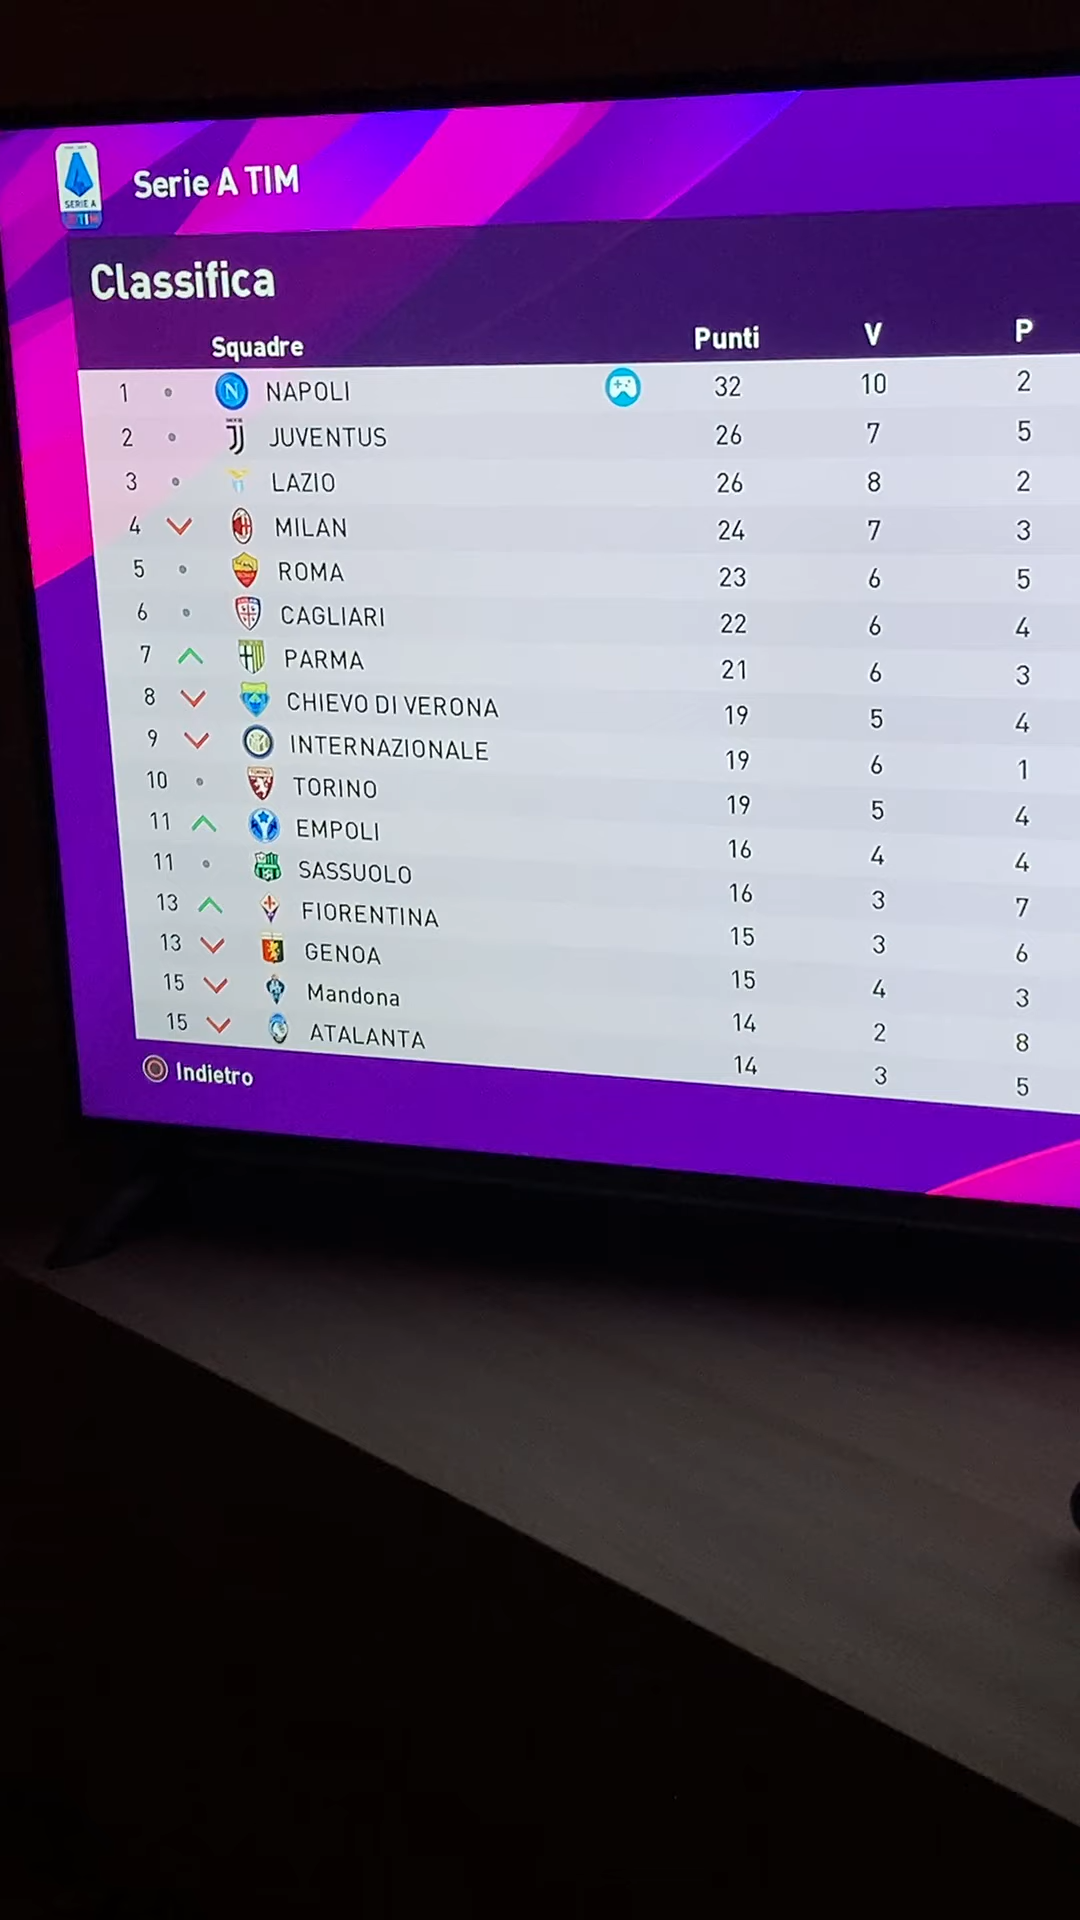 SERIE A
TIM
Serie A TIM
Classifica
Squadre Punti V P
1 NAPOLI 32 10 2
2 JUVENTUS 26 7 5
3 LAZIO 26 8 2
4 MILAN 24 7 3
5 ROMA 23 6 5
6 CAGLIARI 22 6 4
7 PARMA 21 6 3
8 CHIEVO DI VERONA 19 5 4
9 INTERNAZIONALE 19 6 1
10 TORINO 19 5 4
11 EMPOLI 16 4 4
11 SASSUOLO 16 3 7
13 FIORENTINA 15 3 6
13 GENOA 15 4 3
15 Mandona 14 2 8
15 ATALANTA 14 3 5
Indietro